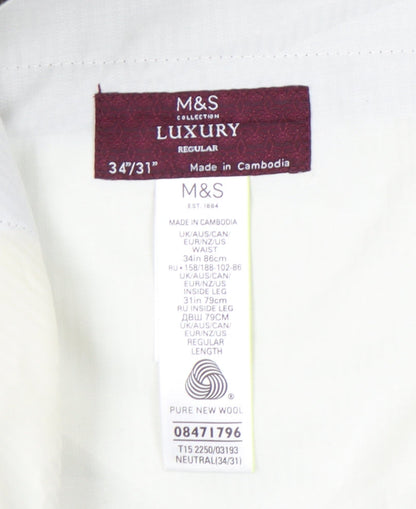 M&S
COLLECTION
LUXURY
REGULAR
34"/31" Made in Cambodia
M&S
EST. 1884
MADE IN CAMBODIA
UK/AUS/CAN/
EUR/NZ/US
WAIST
34in 86cm
RU • 158/188-102-86
UK/AUS/CAN/
EUR/NZ/US
INSIDE LEG
31in 79cm
RU INSIDE LEG
ДВШ 79СМ
UK/AUS/CAN/
EUR/NZ/US
REGULAR
LENGTH
®
PURE NEW WOOL
08471796
T15 2250/03193
NEUTRAL(34/31)